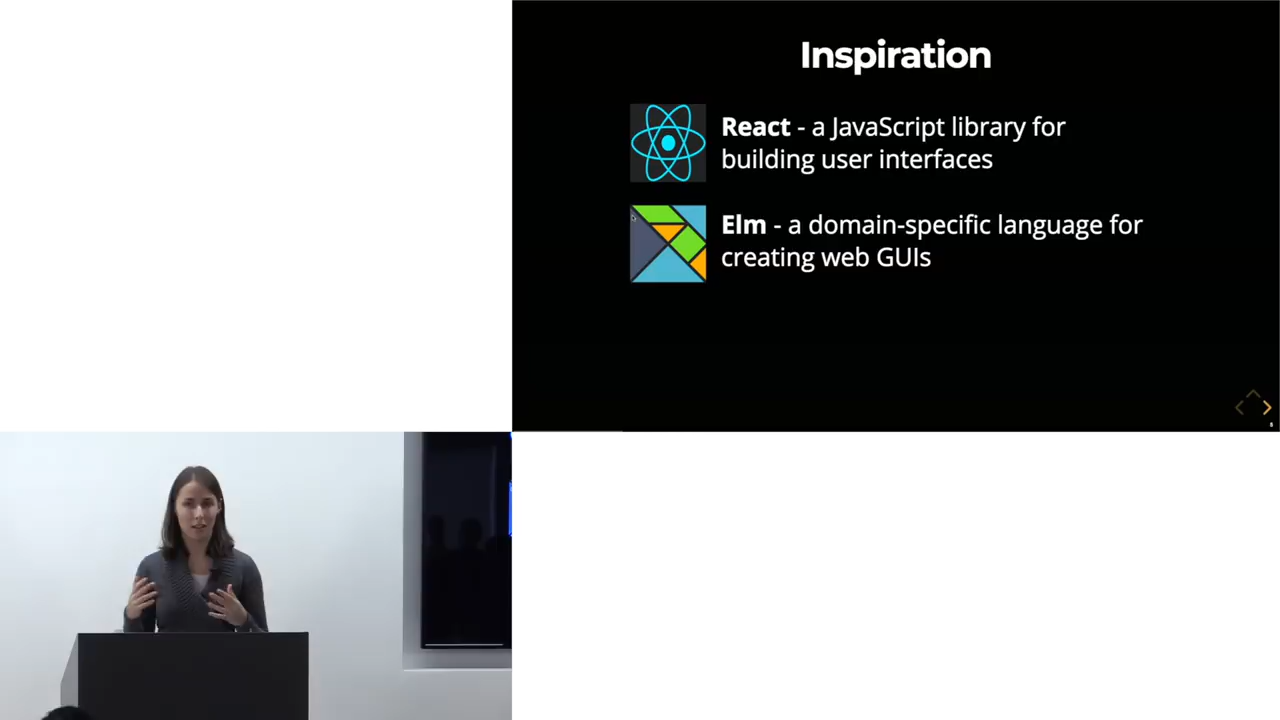 Inspiration
React - a JavaScript library for
building user interfaces
Elm - a domain-specific language for
creating web GUIs